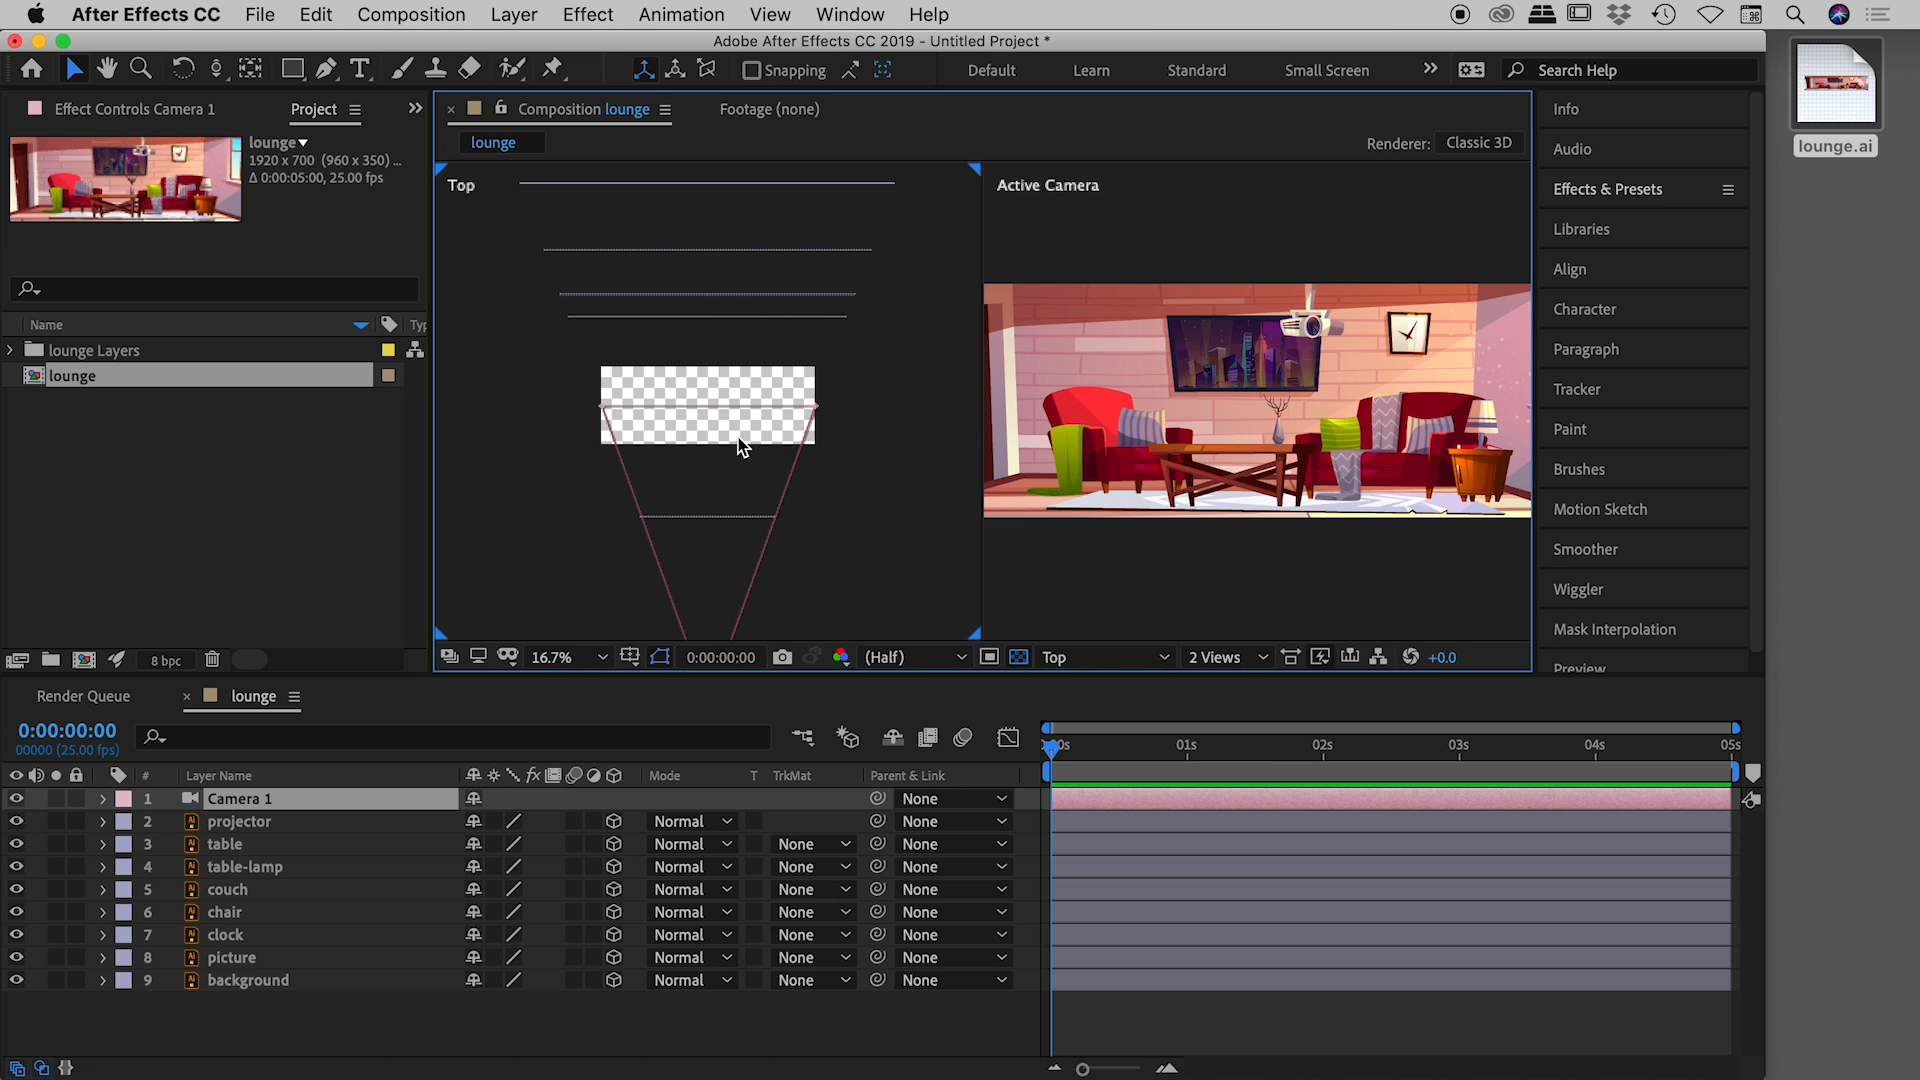 After Effects CC File Edit Composition Layer Effect Animation View Window Help
Adobe After Effects CC 2019 - Untitled Project *
Snapping Default Learn Standard Small Screen Search Help
Effect Controls Camera 1 Project
lounge
1920 x 700 (960 x 350) ...
Δ 0:00:05:00, 25.00 fps
Name Typ
lounge Layers
lounge
8 bpc
Composition lounge Footage (none)
lounge
Renderer: Classic 3D
Top
Active Camera
16.7% 0:00:00:00 (Half) Top 2 Views +0.0
Info
Audio
Effects & Presets
Libraries
Align
Character
Paragraph
Tracker
Paint
Brushes
Motion Sketch
Smoother
Wiggler
Mask Interpolation
Preview
lounge.ai
Render Queue lounge
0:00:00:00
00000 (25.00 fps)
01s 02s 03s 04s 05s
# Layer Name fx Mode T TrkMat Parent & Link
1 Camera 1 None
2 projector Normal None
3 table Normal None None
4 table-lamp Normal None None
5 couch Normal None None
6 chair Normal None None
7 clock Normal None None
8 picture Normal None None
9 background Normal None None